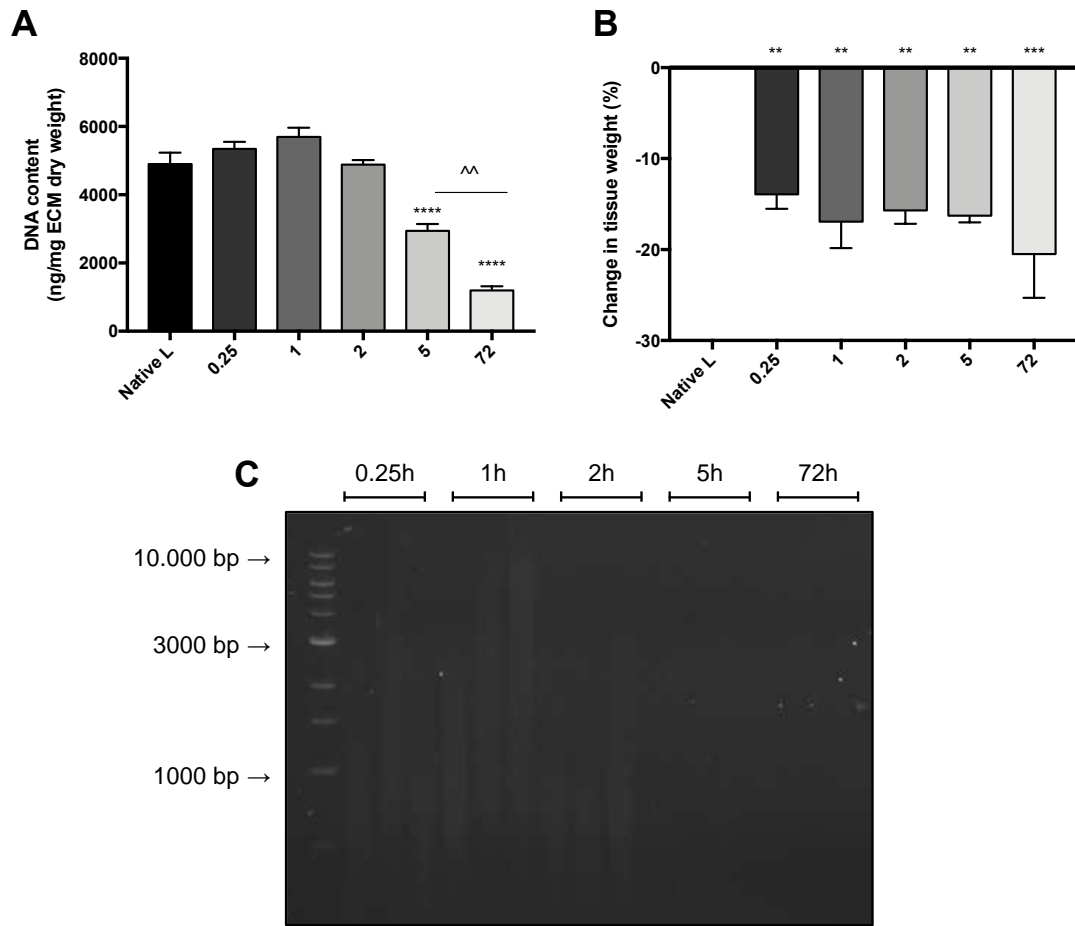 A
8000
6000
4000
2000
0
DNA content
(ng/mg ECM dry weight)
^^
****
****
Native L
0.25
1
2
5
72
B
** ** ** ** ***
0
-10
-20
-30
Change in tissue weight (%)
Native L
0.25
1
2
5
72
C
0.25h 1h 2h 5h 72h
10.000 bp →
3000 bp →
1000 bp →